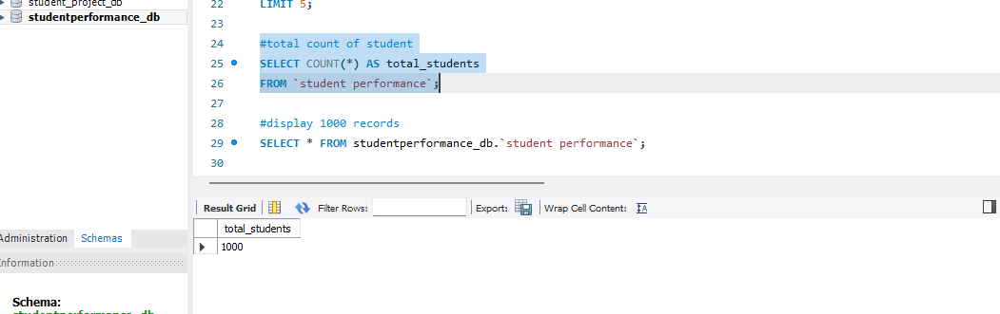 student_project_db
studentperformance_db
22 LIMIT 5;
23
24 #total count of student
25 SELECT COUNT(*) AS total_students
26 FROM `student performance`;
27
28 #display 1000 records
29 SELECT * FROM studentperformance_db.`student performance`;
30
Result Grid Filter Rows: Export: Wrap Cell Content:
total_students
1000
Administration Schemas
Information
Schema:
studentperformance_db